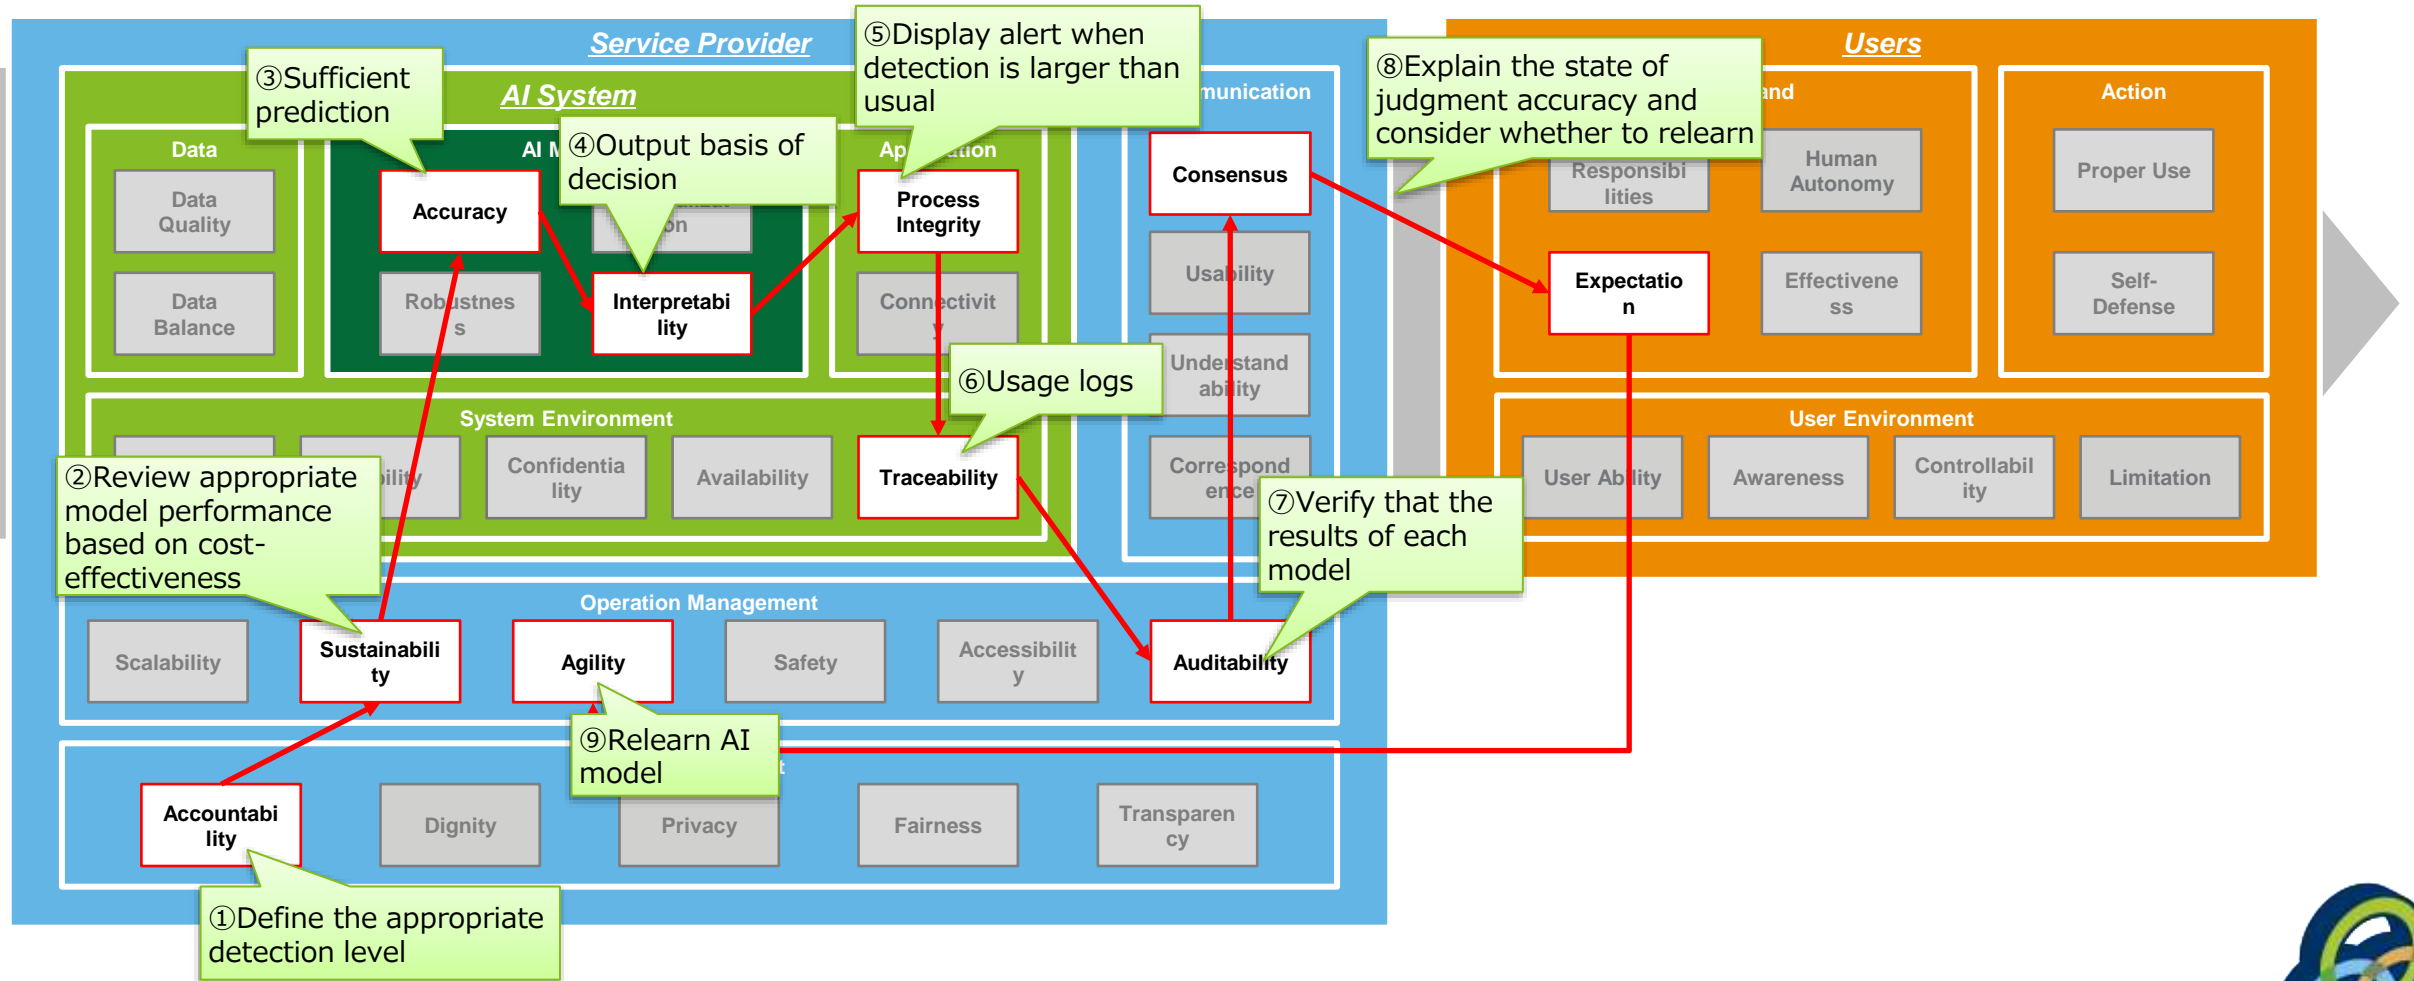 Service Provider
Users
③Sufficient
prediction
⑤Display alert when
detection is larger than
usual
⑧Explain the state of
judgment accuracy and
consider whether to relearn
AI System
④Output basis of
decision
Action
Data
Data
Quality
Data
Balance
Accuracy
Robustnes
s
Interpretabi
lity
Process
Integrity
Connectivit
y
Consensus
Usability
Understand
ability
Correspond
ence
Responsibi
lities
Human
Autonomy
Expectatio
n
Effectivene
ss
Proper Use
Self-
Defense
⑥Usage logs
System Environment
②Review appropriate
model performance
based on cost-
effectiveness
Confidentia
lity
Availability
Traceability
⑦Verify that the
results of each
model
User Environment
User Ability
Awareness
Controllabil
ity
Limitation
Operation Management
Scalability
Sustainabili
ty
Agility
Safety
Accessibilit
y
Auditability
⑨Relearn AI
model
Accountabi
lity
Dignity
Privacy
Fairness
Transparen
cy
①Define the appropriate
detection level